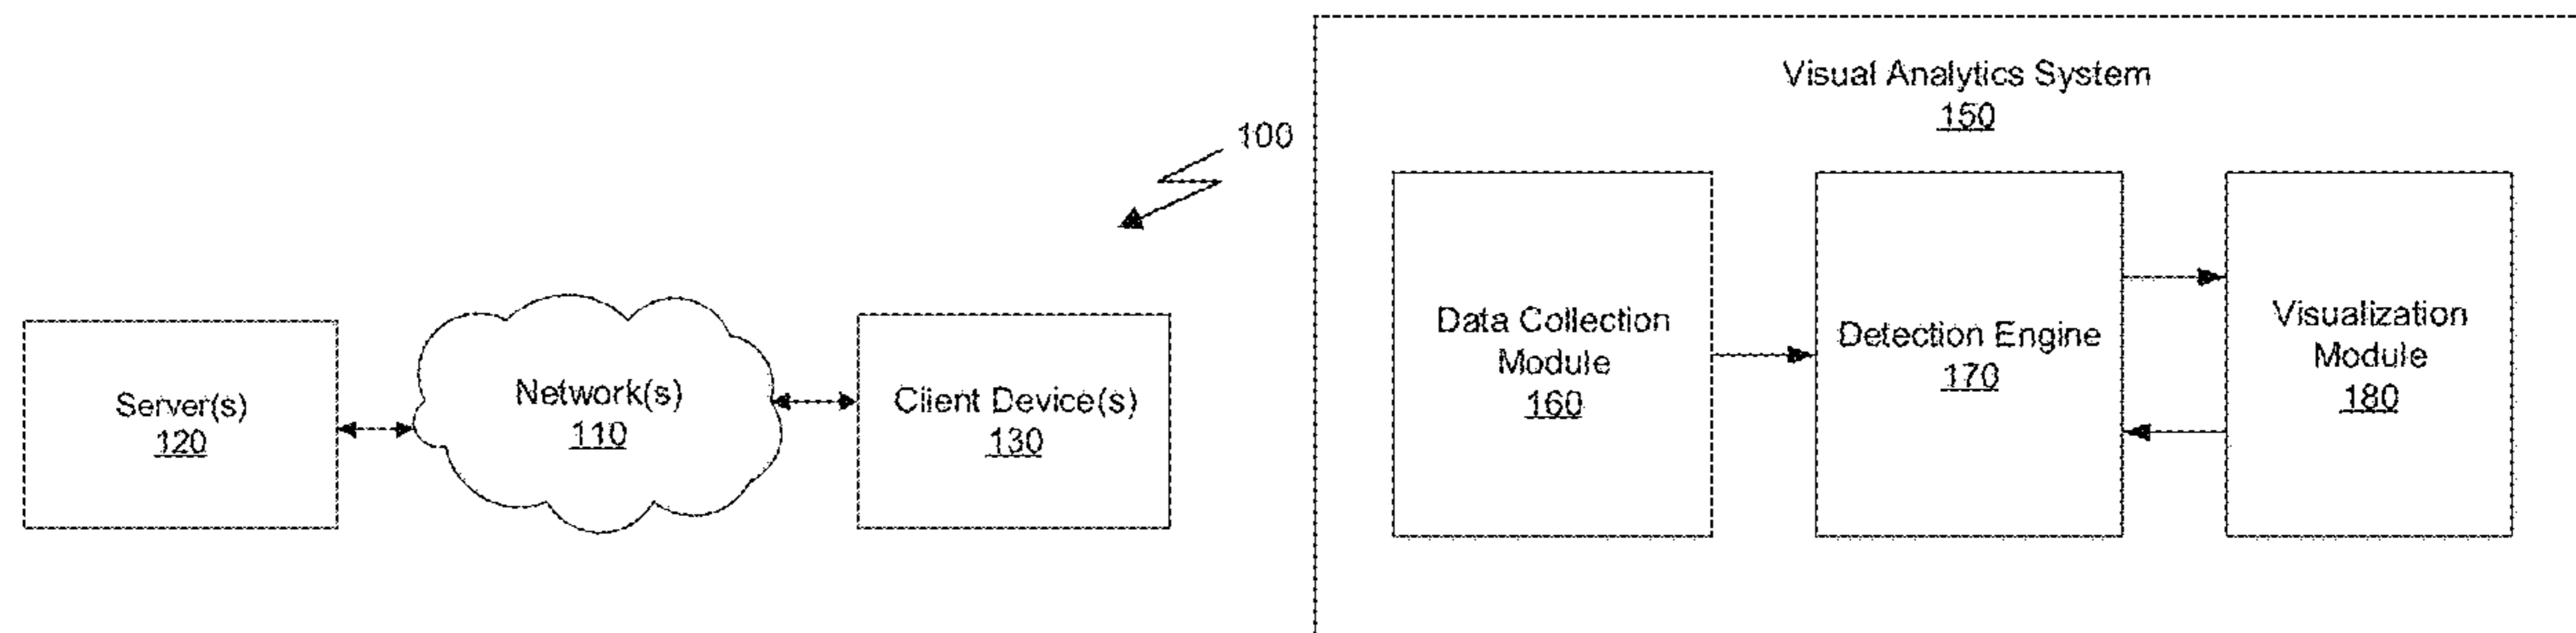 100
Server(s)
120
Network(s)
110
Client Device(s)
130
Visual Analytics System
150
Data Collection
Module
160
Detection Engine
170
Visualization
Module
180